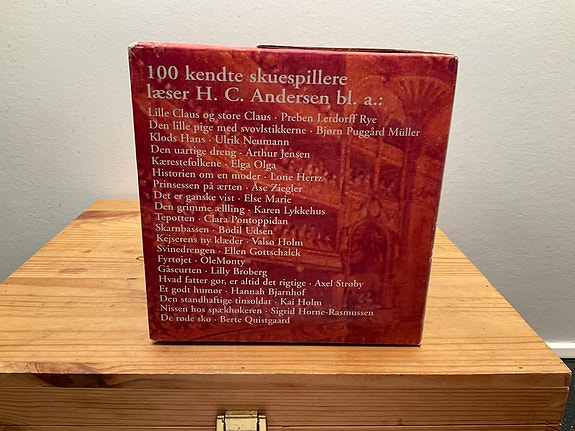 100 kendte skuespillere
læser H. C. Andersen bl. a.:
Lille Claus og store Claus · Preben Lerdorff Rye
Den lille pige med svovlstikkerne · Bjørn Puggård Müller
Klods Hans · Ulrik Neumann
Den uartige dreng · Arthur Jensen
Kærestefolkene · Elga Olga
Historien om en moder · Lone Hertz
Prinsessen på ærten · Åse Ziegler
Det er ganske vist · Else Marie
Den grimme ællling · Karen Lykkehus
Tepotten · Clara Pontoppidan
Skarnbassen · Bodil Udsen
Kejserens ny klæder · Valsø Holm
Svinedrengen · Ellen Gottschalck
Fyrtøjet · OleMonty
Gåseurten · Lilly Broberg
Hvad fatter gør, er altid det rigtige · Axel Strøby
Et godt humør · Hannah Bjarnhof
Den standhaftige tinsoldat · Kai Holm
Nissen hos spækhøkeren · Sigrid Horne-Rasmussen
De røde sko · Berte Quistgaard